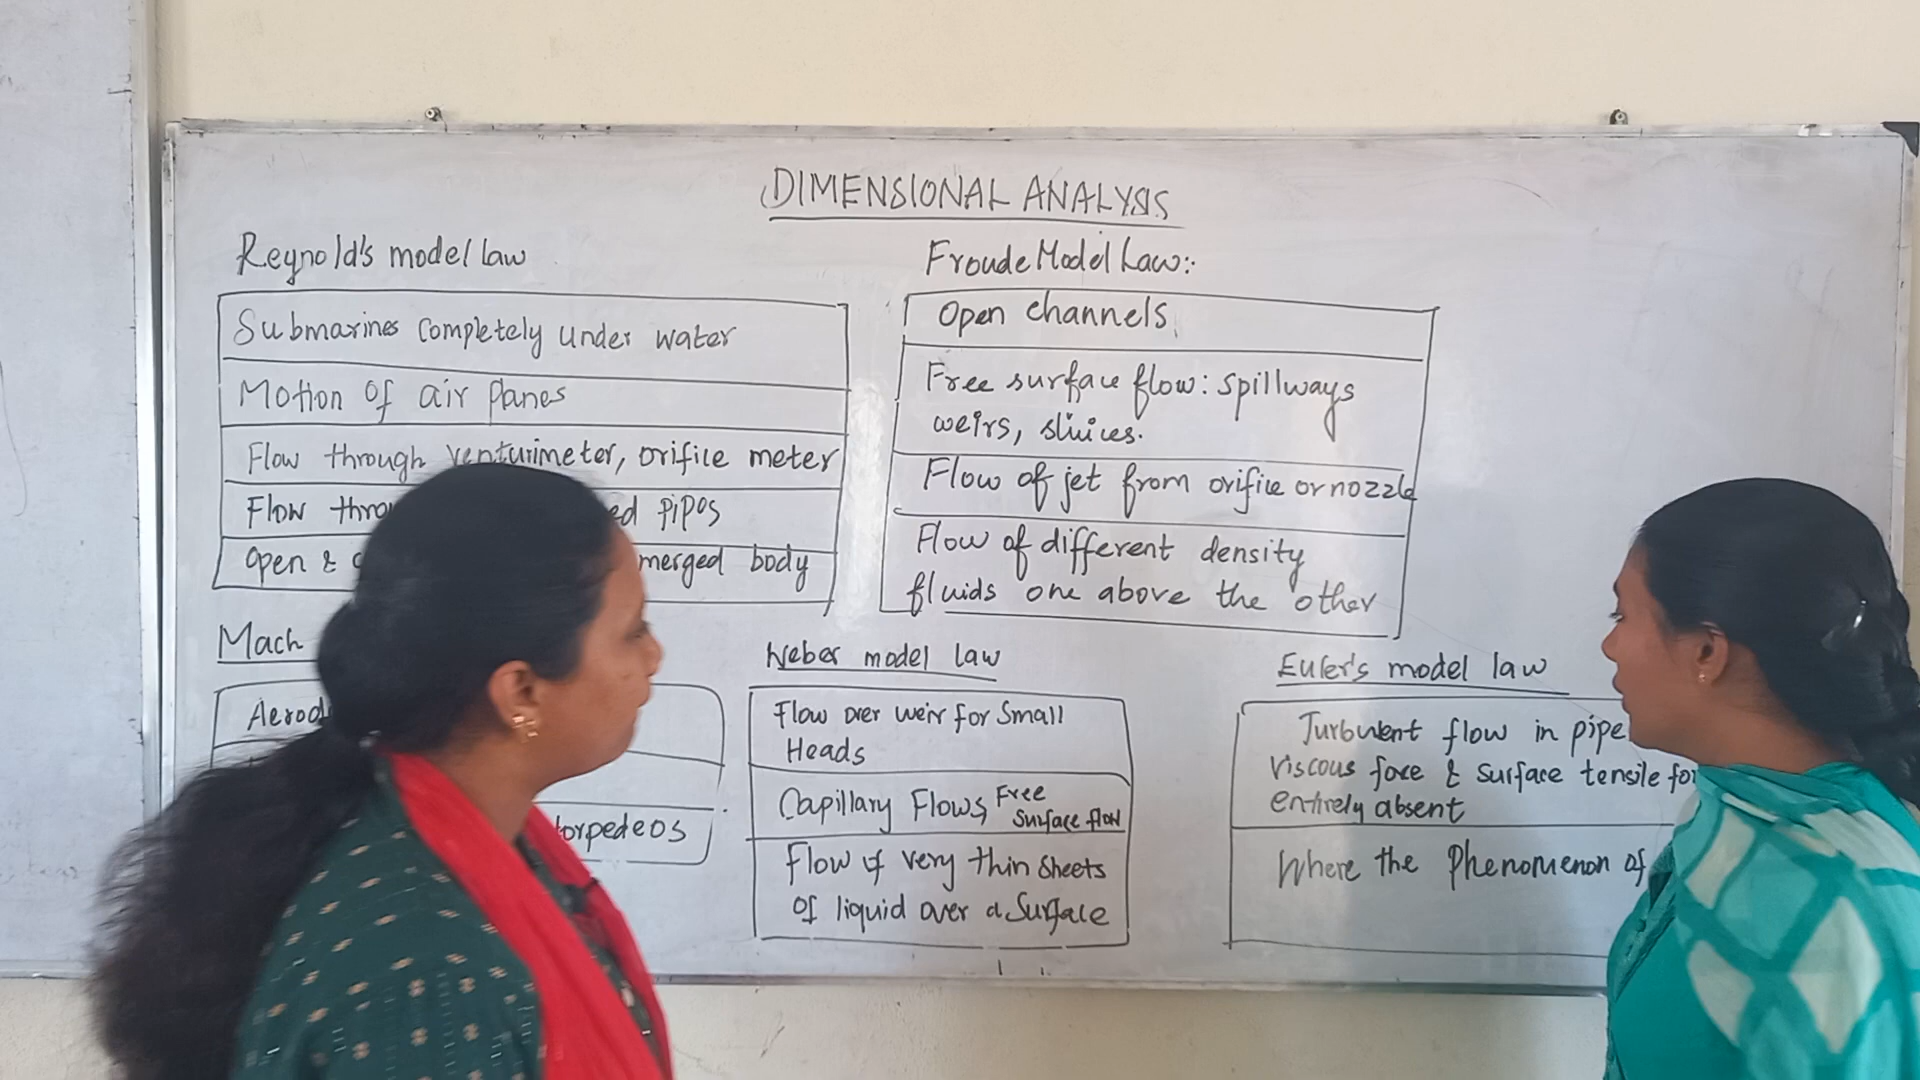 DIMENSIONAL ANALYSIS
Reynold's model law
Submarines completely under water
Motion of air planes
Flow through venturimeter, orifice meter
Flow pipes
Open & merged body
Froude Model Law:-
Open channels
Free surface flow: spillways
weirs, sluices.
Flow of jet from orifice or nozzle
Flow of different density
fluids one above the other
Mach
torpedeos
Weber model law
Flow over weir for Small
Heads
Capillary Flows, Free
Surface flow
Flow of very thin sheets
of liquid over a Surface
Euler's model law
Turbulent flow in pipe
viscous force & surface tensile
entirely absent
Where the Phenomenon of